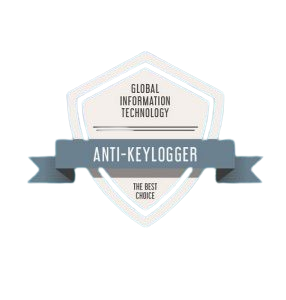 GLOBAL
INFORMATION
TECHNOLOGY
ANTI-KEYLOGGER
THE BEST
CHOICE